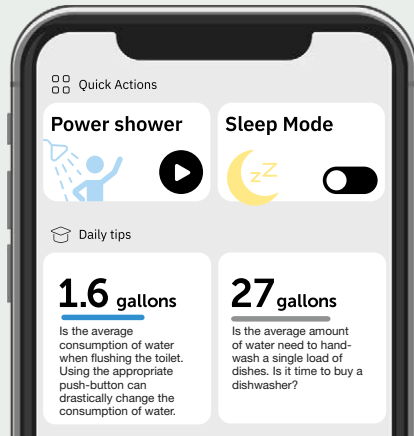 Quick Actions
Power shower
Sleep Mode
z z
Daily tips
1.6 gallons
Is the average
consumption of water
when flushing the toilet.
Using the appropriate
push-button can
drastically change the
consumption of water.
27 gallons
Is the average amount
of water need to hand-
wash a single load of
dishes. Is it time to buy a
dishwasher?